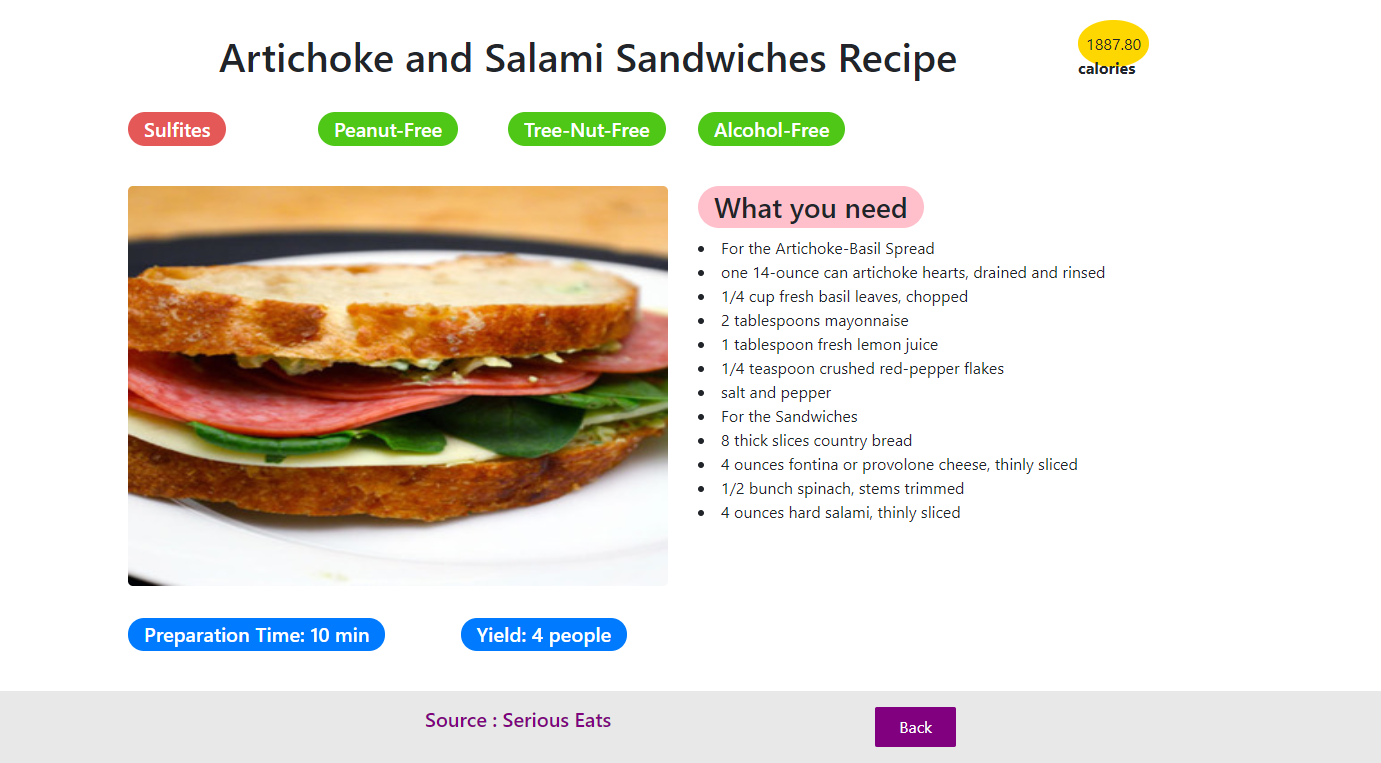 Artichoke and Salami Sandwiches Recipe
1887.80
calories
Sulfites
Peanut-Free
Tree-Nut-Free
Alcohol-Free
What you need
For the Artichoke-Basil Spread
one 14-ounce can artichoke hearts, drained and rinsed
1/4 cup fresh basil leaves, chopped
2 tablespoons mayonnaise
1 tablespoon fresh lemon juice
1/4 teaspoon crushed red-pepper flakes
salt and pepper
For the Sandwiches
8 thick slices country bread
4 ounces fontina or provolone cheese, thinly sliced
1/2 bunch spinach, stems trimmed
4 ounces hard salami, thinly sliced
Preparation Time: 10 min
Yield: 4 people
Source : Serious Eats
Back